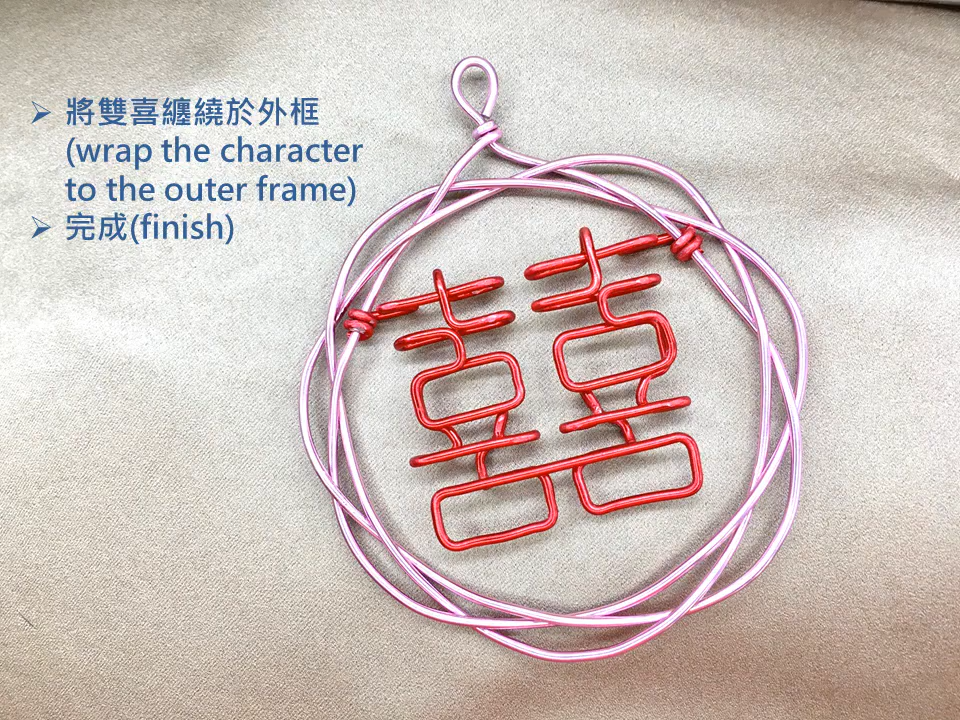 ➢ 將雙喜纏繞於外框
(wrap the character
to the outer frame)
➢ 完成(finish)
囍